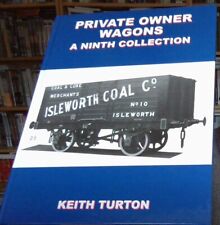 PRIVATE OWNER
WAGONS
A NINTH COLLECTION
COAL & COKE
MERCHANTS
ISLEWORTH COAL Cº
Nº 10
ISLEWORTH
KEITH TURTON